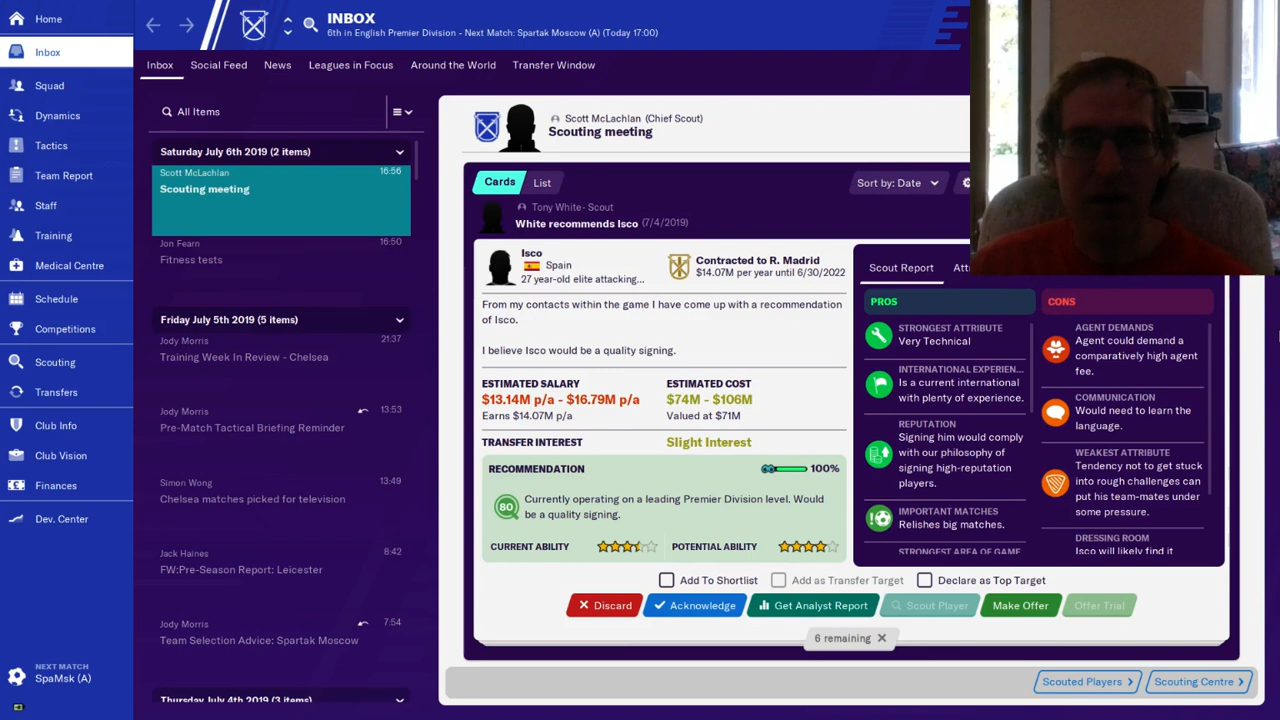 Home
INBOX
6th in English Premier Division - Next Match: Spartak Moscow (A) (Today 17:00)
Inbox
Squad
Dynamics
Tactics
Team Report
Staff
Training
Medical Centre
Schedule
Competitions
Scouting
Transfers
Club Info
Club Vision
Finances
Dev. Center
NEXT MATCH
SpaMsk (A)
Inbox
Social Feed
News
Leagues in Focus
Around the World
Transfer Window
All Items
Saturday July 6th 2019 (2 items)
Scott McLachlan 16:56
Scouting meeting
Jon Fearn 16:50
Fitness tests
Friday July 5th 2019 (5 items)
Jody Morris 21:37
Training Week In Review - Chelsea
Jody Morris 13:53
Pre-Match Tactical Briefing Reminder
Simon Wong 13:49
Chelsea matches picked for television
Jack Haines 8:42
FW:Pre-Season Report: Leicester
Jody Morris 7:54
Team Selection Advice: Spartak Moscow
Thursday July 4th 2019 (3 items)
Scott McLachlan (Chief Scout)
Scouting meeting
Cards
List
Sort by: Date
Tony White- Scout
White recommends Isco (7/4/2019)
Isco
Spain
27 year-old elite attacking...
Contracted to R. Madrid
$14.07M per year until 6/30/2022
From my contacts within the game I have come up with a recommendation
of Isco.
I believe Isco would be a quality signing.
ESTIMATED SALARY
$13.14M p/a - $16.79M p/a
Earns $14.07M p/a
ESTIMATED COST
$74M - $106M
Valued at $71M
TRANSFER INTEREST
Slight Interest
RECOMMENDATION
100%
80
Currently operating on a leading Premier Division level. Would
be a quality signing.
CURRENT ABILITY
POTENTIAL ABILITY
Scout Report
Att
PROS
STRONGEST ATTRIBUTE
Very Technical
INTERNATIONAL EXPERIEN...
Is a current international
with plenty of experience.
REPUTATION
Signing him would comply
with our philosophy of
signing high-reputation
players.
IMPORTANT MATCHES
Relishes big matches.
STRONGEST AREA OF GAME
CONS
AGENT DEMANDS
Agent could demand a
comparatively high agent
fee.
COMMUNICATION
Would need to learn the
language.
WEAKEST ATTRIBUTE
Tendency not to get stuck
into rough challenges can
put his team-mates under
some pressure.
DRESSING ROOM
Isco will likely find it
Add To Shortlist
Add as Transfer Target
Declare as Top Target
Discard
Acknowledge
Get Analyst Report
Scout Player
Make Offer
Offer Trial
6 remaining
Scouted Players
Scouting Centre